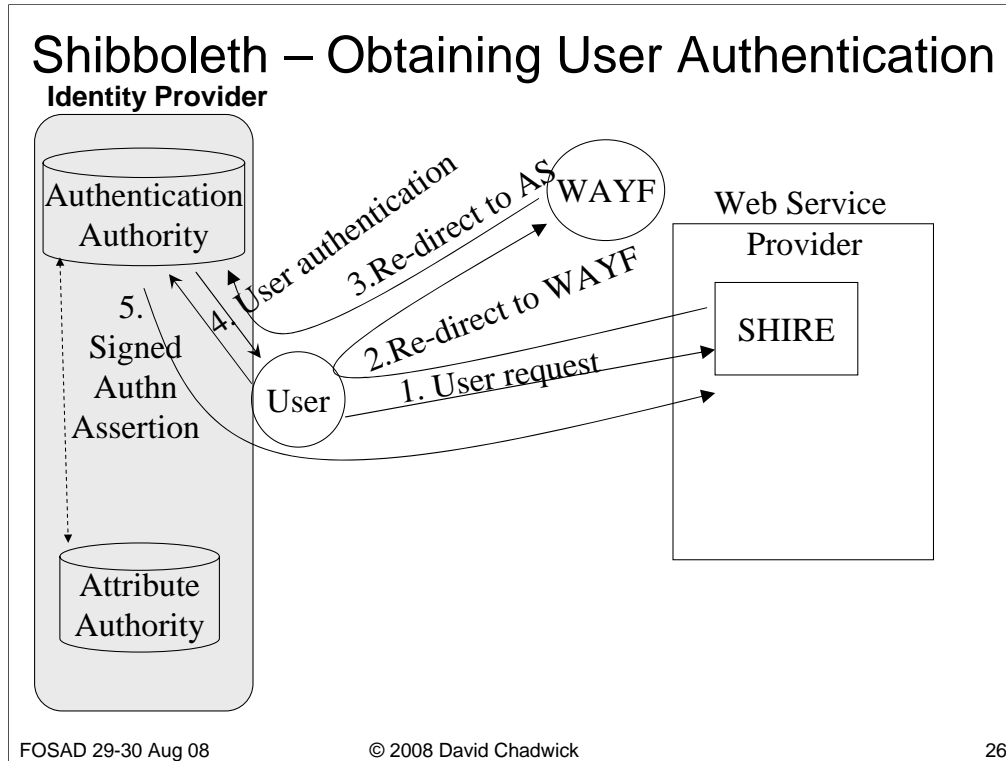 Shibboleth – Obtaining User Authentication
Identity Provider
Authentication
Authority
4. User authentication
3.Re-direct to AS
WAYF
Web Service
Provider
2.Re-direct to WAYF
SHIRE
1. User request
User
5.
Signed
Authn
Assertion
Attribute
Authority
FOSAD 29-30 Aug 08
© 2008 David Chadwick
26